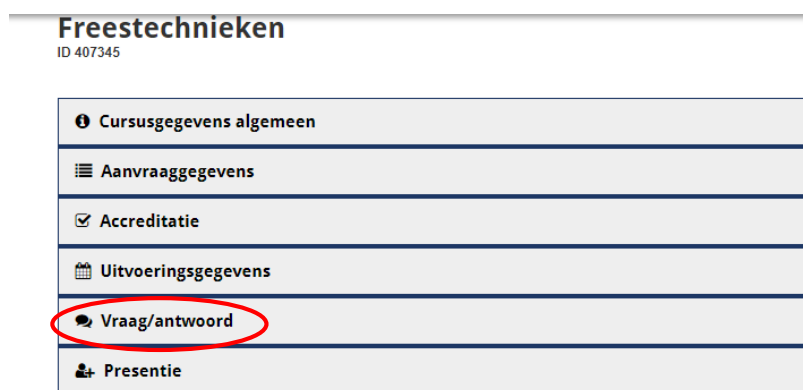 Freestechnieken
ID 407345
Cursusgegevens algemeen
Aanvraaggegevens
Accreditatie
Uitvoeringsgegevens
Vraag/antwoord
Presentie